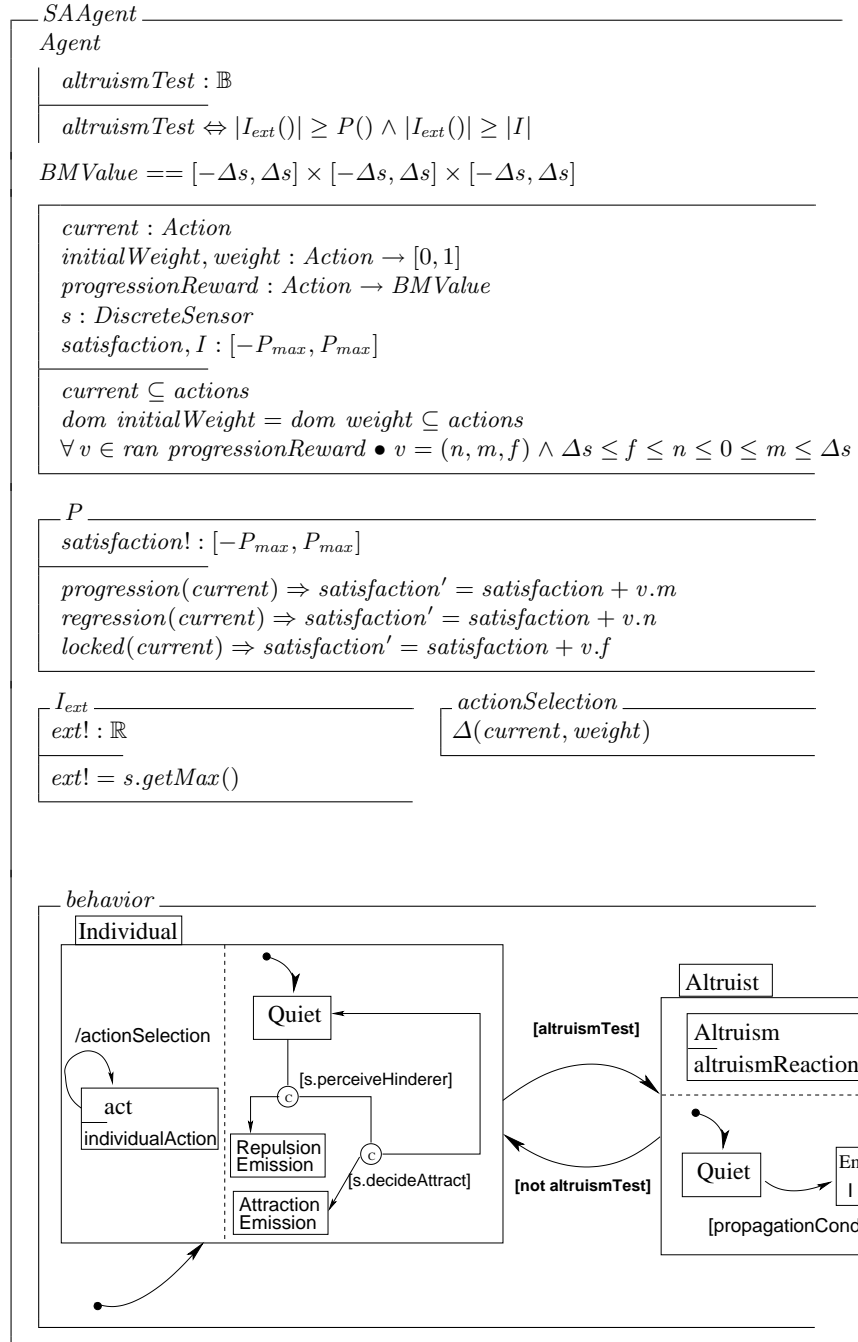 SAAgent
Agent
altruismTest : 𝔹
altruismTest ⇔ |I_ext()| ≥ P() ∧ |I_ext()| ≥ |I|
BMValue == [−Δs, Δs] × [−Δs, Δs] × [−Δs, Δs]
current : Action
initialWeight, weight : Action → [0, 1]
progressionReward : Action → BMValue
s : DiscreteSensor
satisfaction, I : [−P_max, P_max]
current ⊆ actions
dom initialWeight = dom weight ⊆ actions
∀ v ∈ ran progressionReward • v = (n, m, f) ∧ Δs ≤ f ≤ n ≤ 0 ≤ m ≤ Δs
P
satisfaction! : [−P_max, P_max]
progression(current) ⇒ satisfaction′ = satisfaction + v.m
regression(current) ⇒ satisfaction′ = satisfaction + v.n
locked(current) ⇒ satisfaction′ = satisfaction + v.f
I_ext
ext! : ℝ
ext! = s.getMax()
actionSelection
Δ(current, weight)
behavior
Individual
/actionSelection
act
individualAction
Quiet
[s.perceiveHinderer]
c
Repulsion
Emission
c
[s.decideAttract]
Attraction
Emission
[altruismTest]
[not altruismTest]
Altruist
Altruism
altruismReaction
Quiet
En
I
[propagationCond